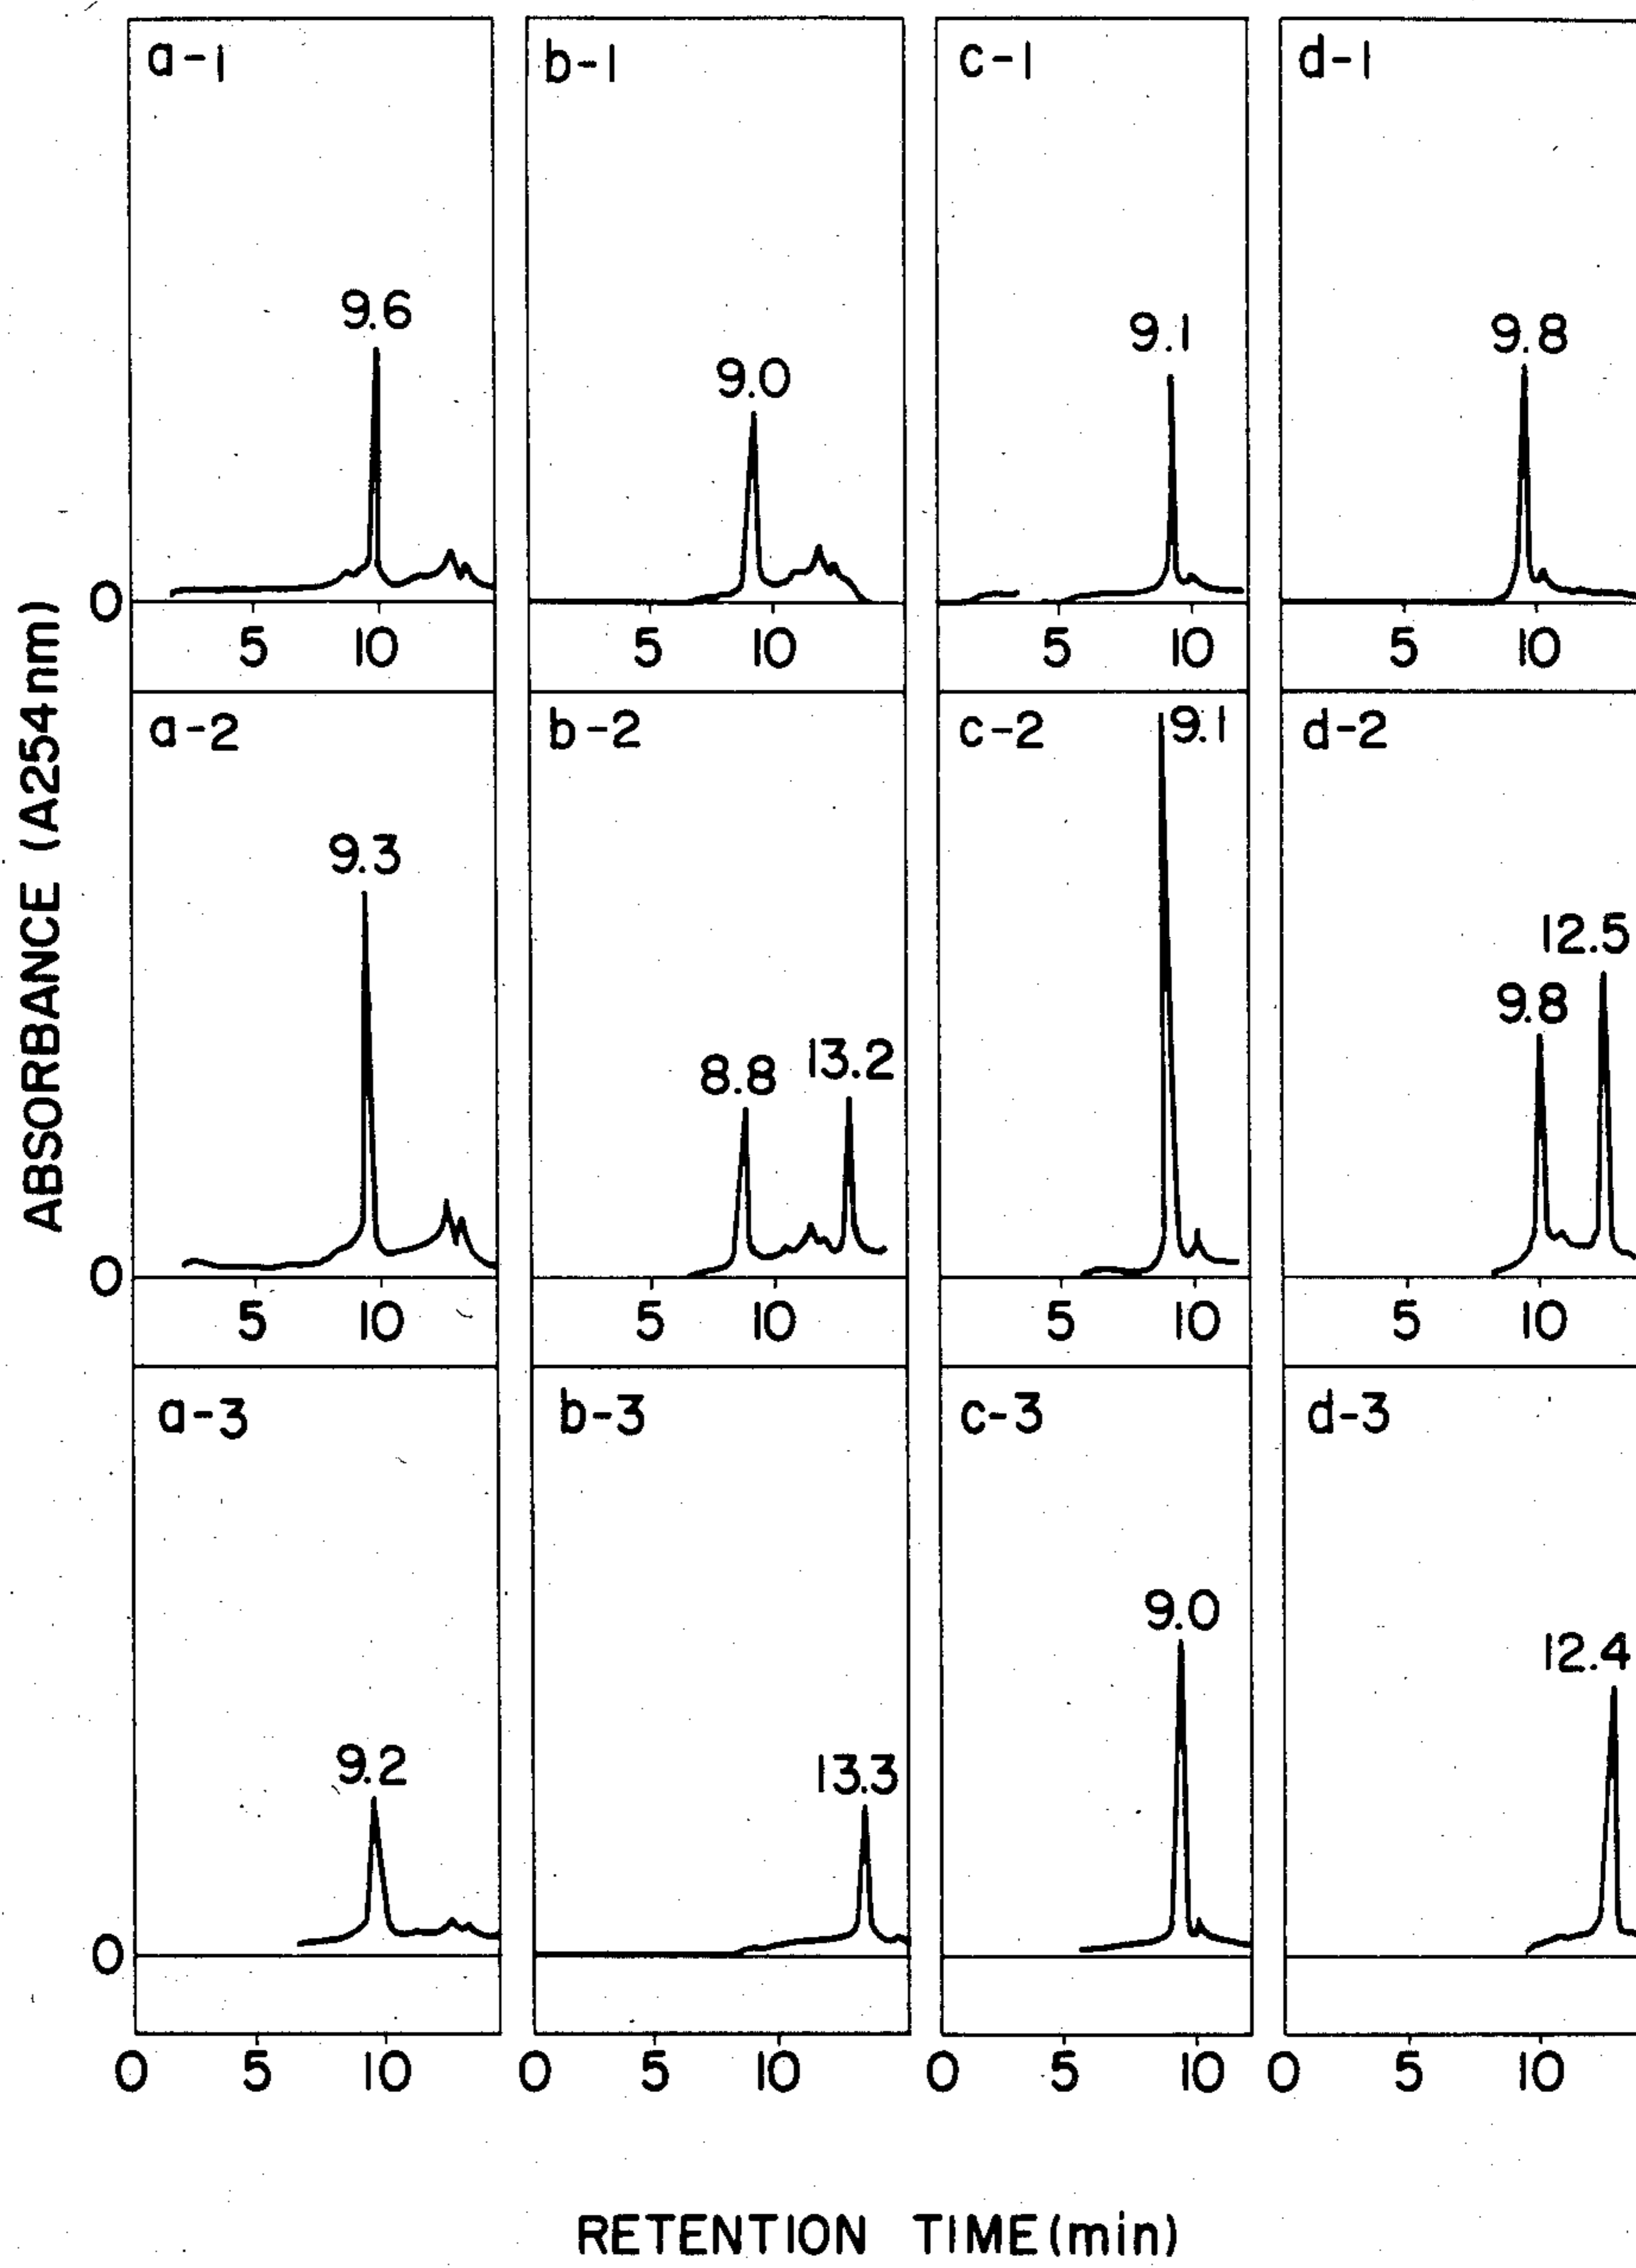 a-1 b-1 c-1 d-1
9.6 9.0 9.1 9.8
0
5 10 5 10 5 10 5 10
a-2 b-2 c-2 9.1 d-2
9.3 8.8 13.2 9.8 12.5
0
5 10 5 10 5 10 5 10
a-3 b-3 c-3 d-3
9.2 13.3 9.0 12.4
0
0 5 10 0 5 10 0 5 10 0 5 10
ABSORBANCE (A254nm)
RETENTION TIME(min)